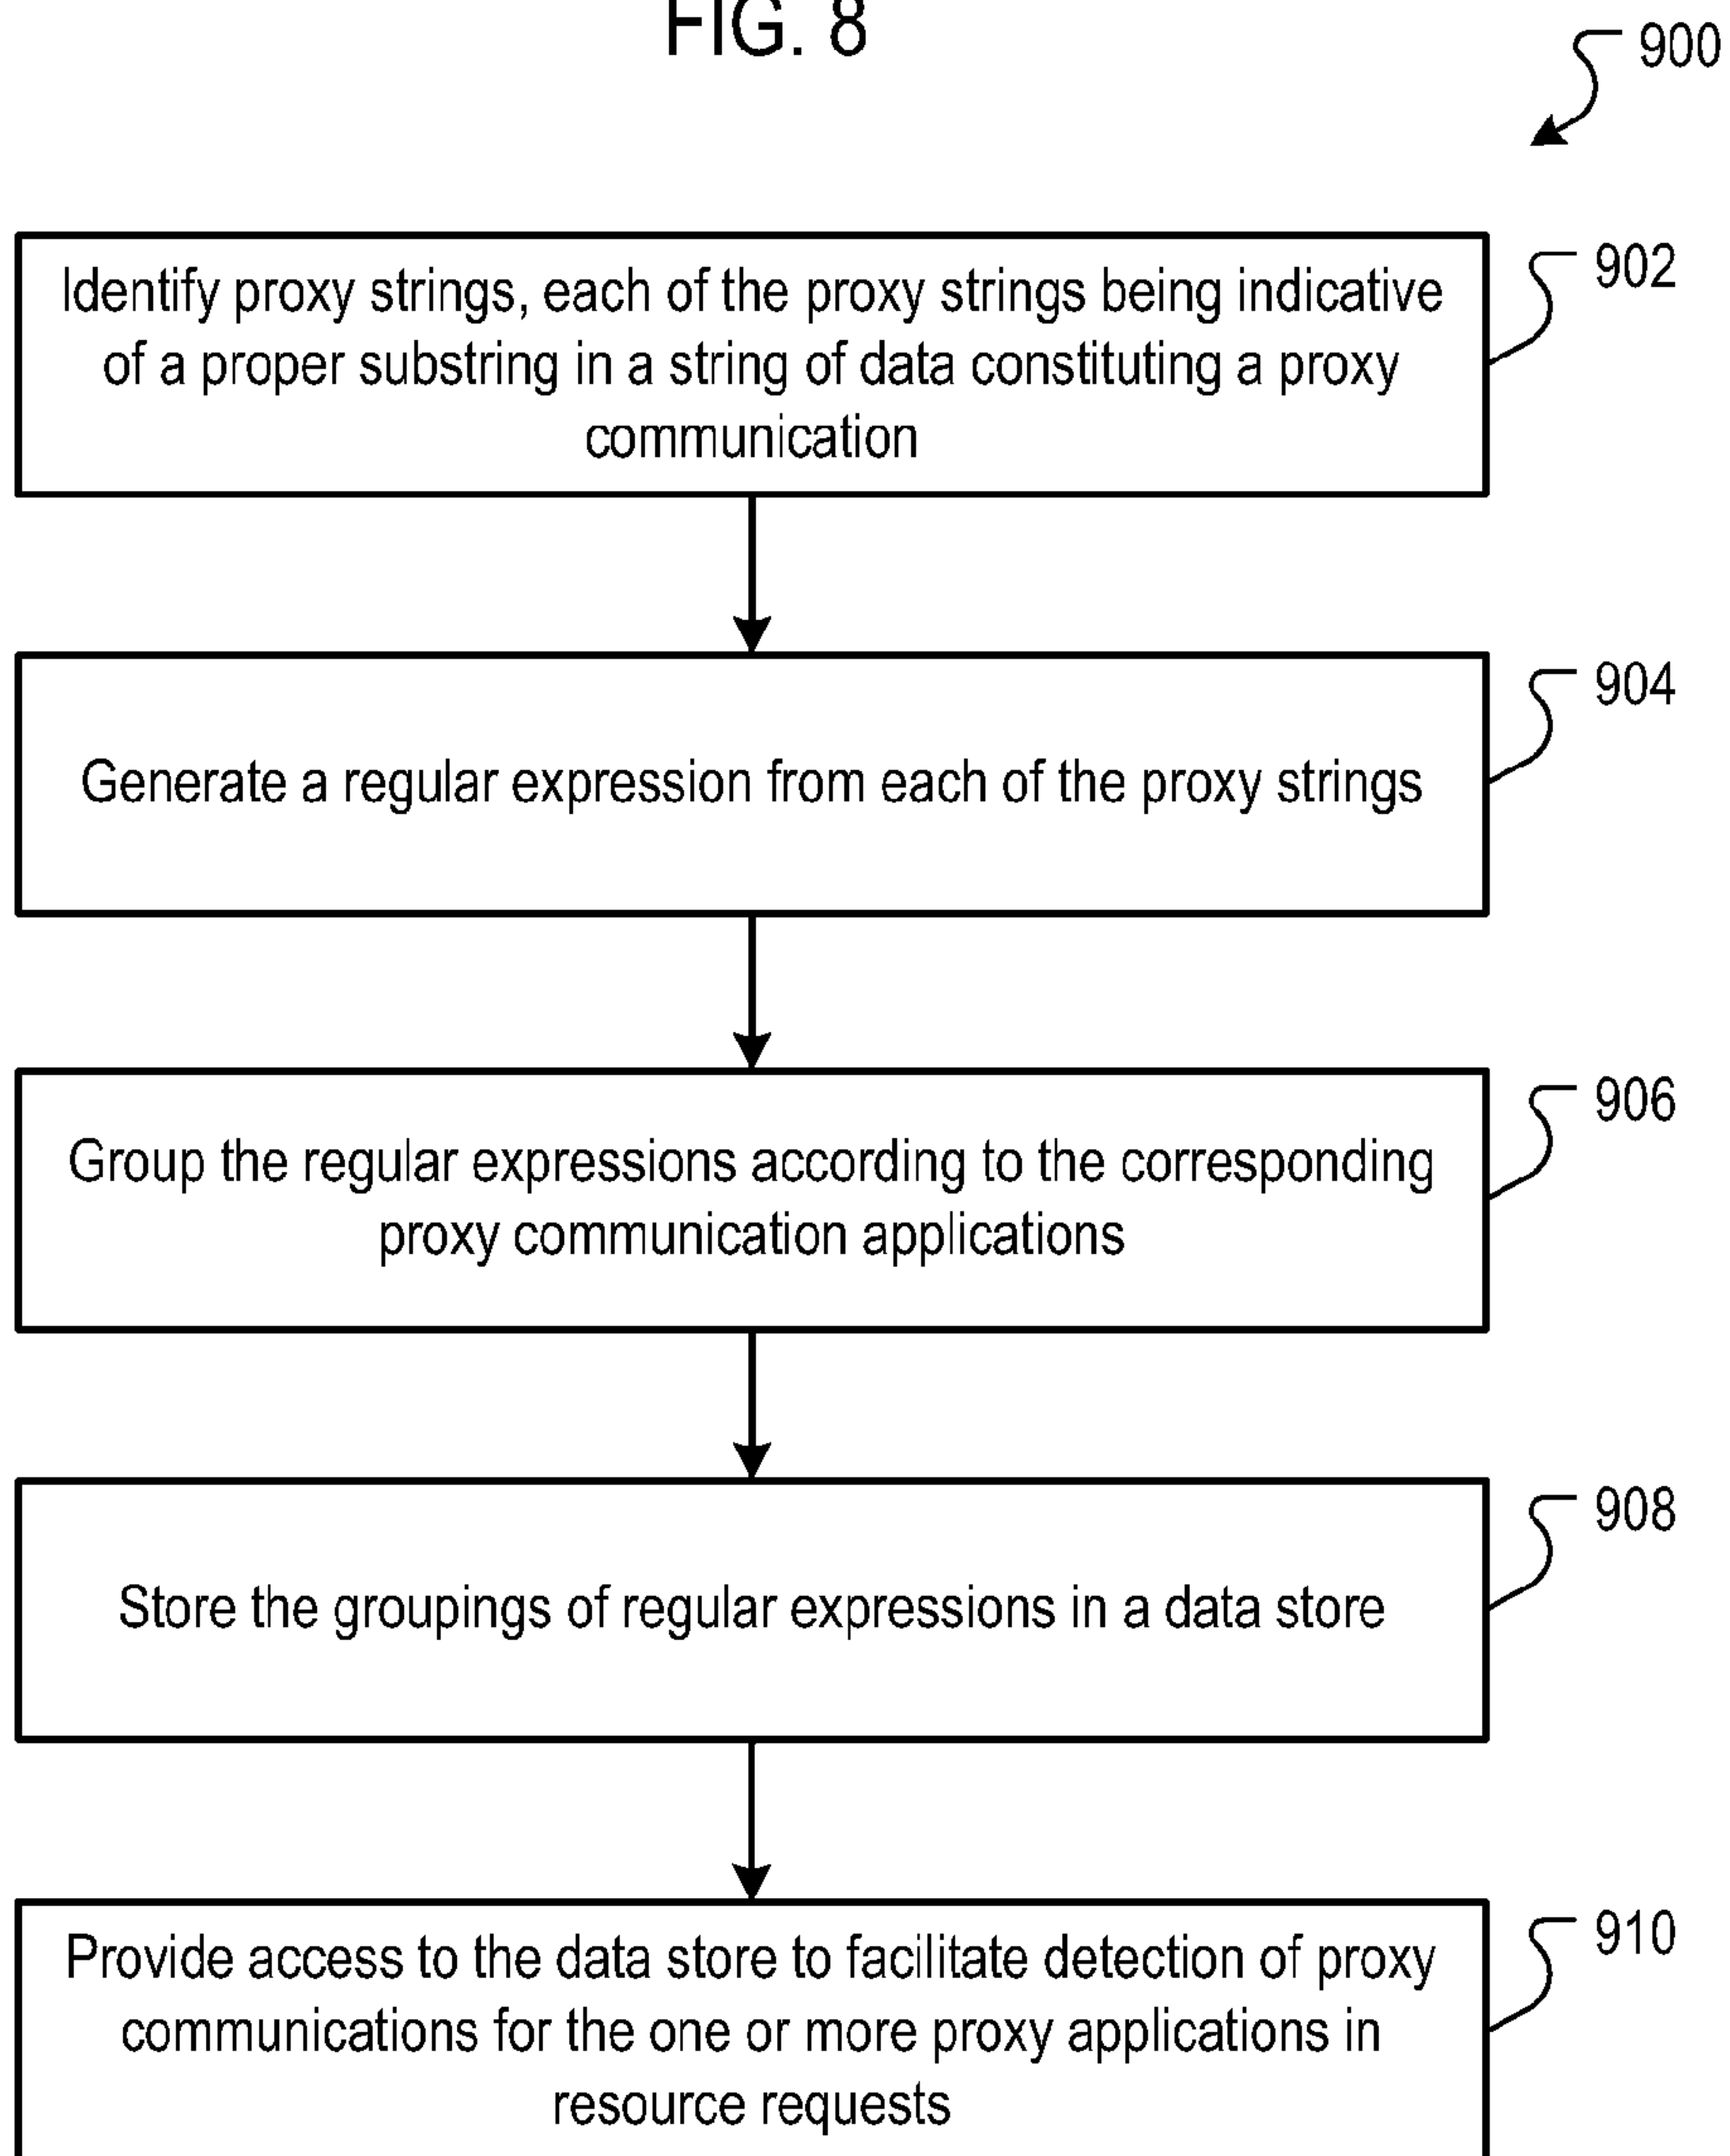 FIG. 8
900
Identify proxy strings, each of the proxy strings being indicative
of a proper substring in a string of data constituting a proxy
communication
902
Generate a regular expression from each of the proxy strings
904
Group the regular expressions according to the corresponding
proxy communication applications
906
Store the groupings of regular expressions in a data store
908
Provide access to the data store to facilitate detection of proxy
communications for the one or more proxy applications in
resource requests
910